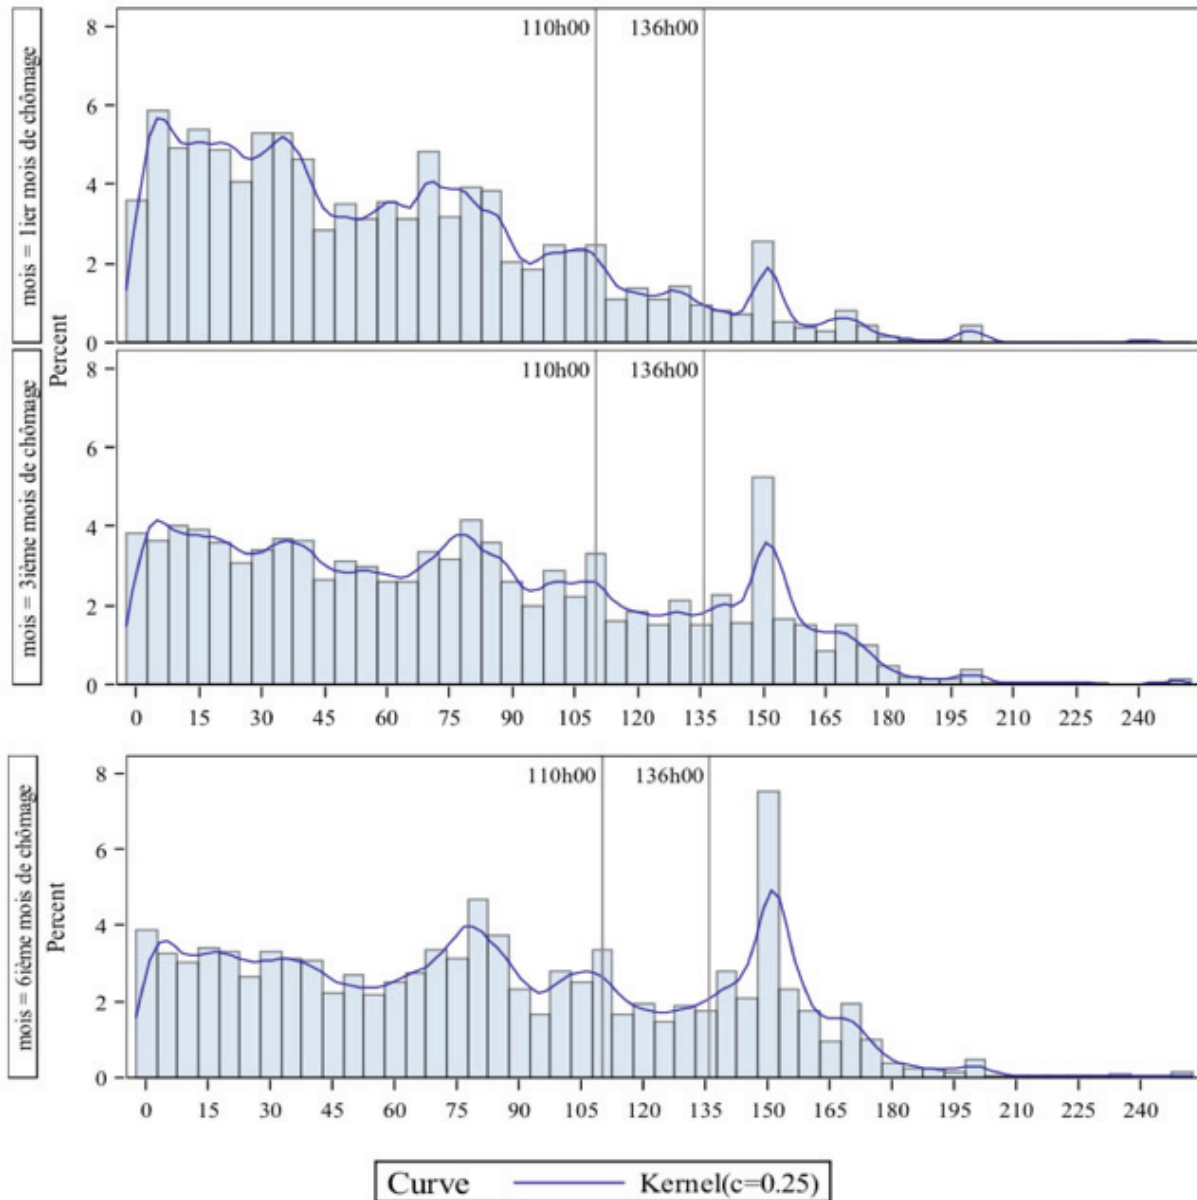 mois = 1ier mois de chômage
8
6
4
2
0
110h00 136h00
Percent
mois = 3ième mois de chômage
8
6
4
2
0
110h00 136h00
0 15 30 45 60 75 90 105 120 135 150 165 180 195 210 225 240
mois = 6ième mois de chômage
Percent
8
6
4
2
0
110h00 136h00
0 15 30 45 60 75 90 105 120 135 150 165 180 195 210 225 240
Curve Kernel(c=0.25)